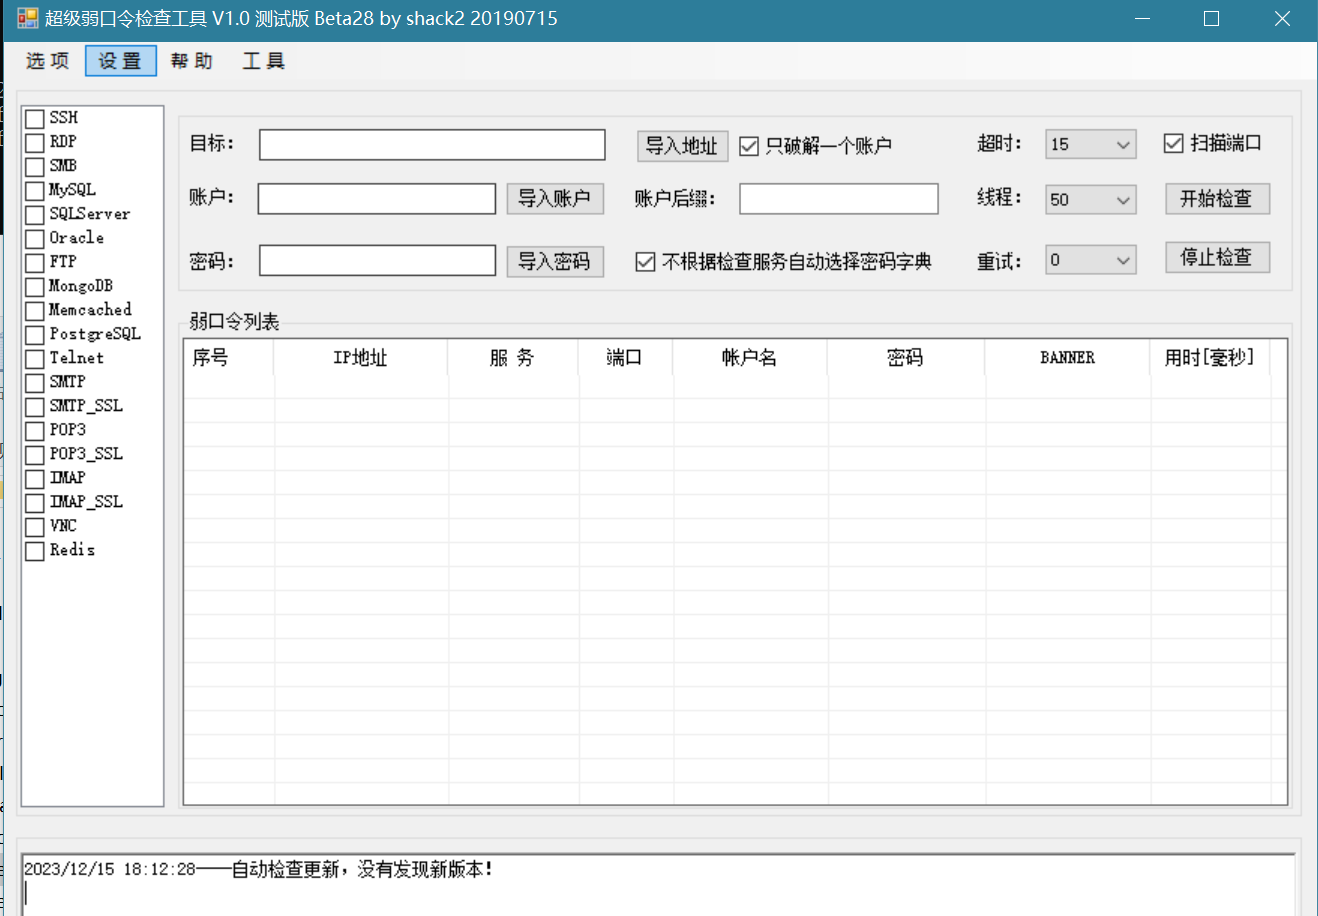 超级弱口令检查工具 V1.0 测试版 Beta28 by shack2 20190715
选 项 设 置 帮 助 工 具
SSH
RDP
SMB
MySQL
SQLServer
Oracle
FTP
MongoDB
Memcached
PostgreSQL
Telnet
SMTP
SMTP_SSL
POP3
POP3_SSL
IMAP
IMAP_SSL
VNC
Redis
目标： 导入地址 只破解一个账户 超时： 15 扫描端口
账户： 导入账户 账户后缀： 线程： 50 开始检查
密码： 导入密码 不根据检查服务自动选择密码字典 重试： 0 停止检查
弱口令列表
序号 IP地址 服 务 端口 帐户名 密码 BANNER 用时[毫秒]
2023/12/15 18:12:28——自动检查更新，没有发现新版本！